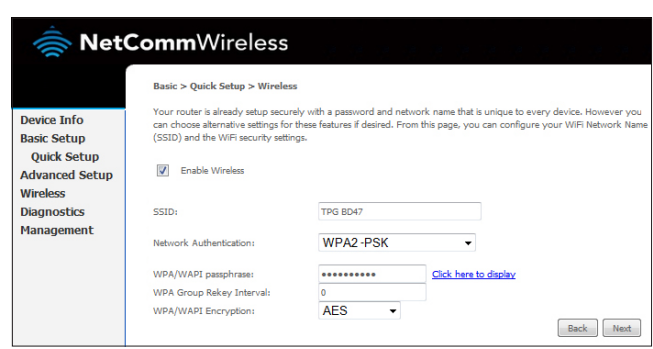 NetCommWireless
Basic > Quick Setup > Wireless
Your router is already setup securely with a password and network name that is unique to every device. However you
can choose alternative settings for these features if desired. From this page, you can configure your WiFi Network Name
(SSID) and the WiFi security settings.
Device Info
Basic Setup
Quick Setup
Advanced Setup
Wireless
Diagnostics
Management
Enable Wireless
SSID: TPG BD47
Network Authentication: WPA2 -PSK
WPA/WAPI passphrase: •••••••••• Click here to display
WPA Group Rekey Interval: 0
WPA/WAPI Encryption: AES
Back Next